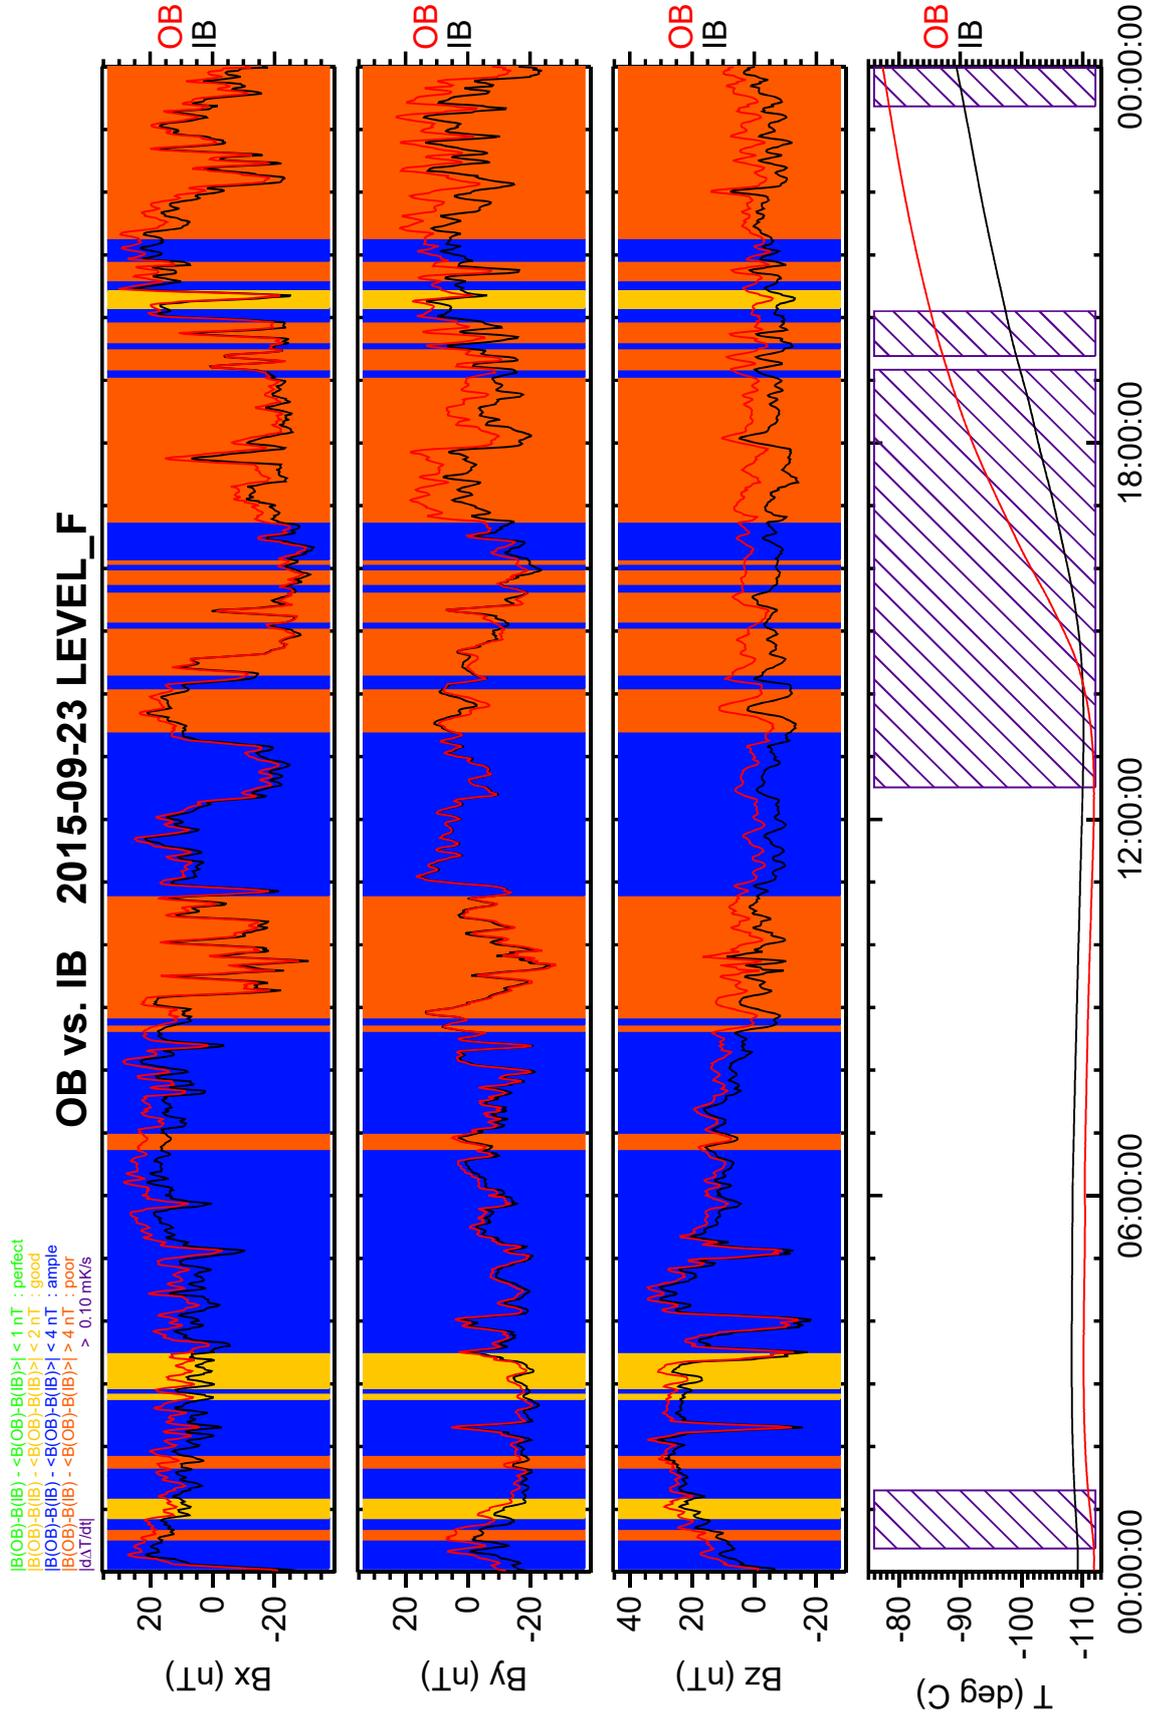 OB vs. IB 2015-09-23 LEVEL_F
|B(OB)-B(IB) - <B(OB)-B(IB)>| < 1 nT : perfect
|B(OB)-B(IB) - <B(OB)-B(IB)>| < 2 nT : good
|B(OB)-B(IB) - <B(OB)-B(IB)>| < 4 nT : ample
|B(OB)-B(IB) - <B(OB)-B(IB)>| > 4 nT : poor
|dΔT/dt| > 0.10 mK/s
Bx (nT)
20
0
-20
OB
IB
By (nT)
20
0
-20
OB
IB
Bz (nT)
40
20
0
-20
OB
IB
T (deg C)
-80
-90
-100
-110
OB
IB
00:00:00
06:00:00
12:00:00
18:00:00
00:00:00